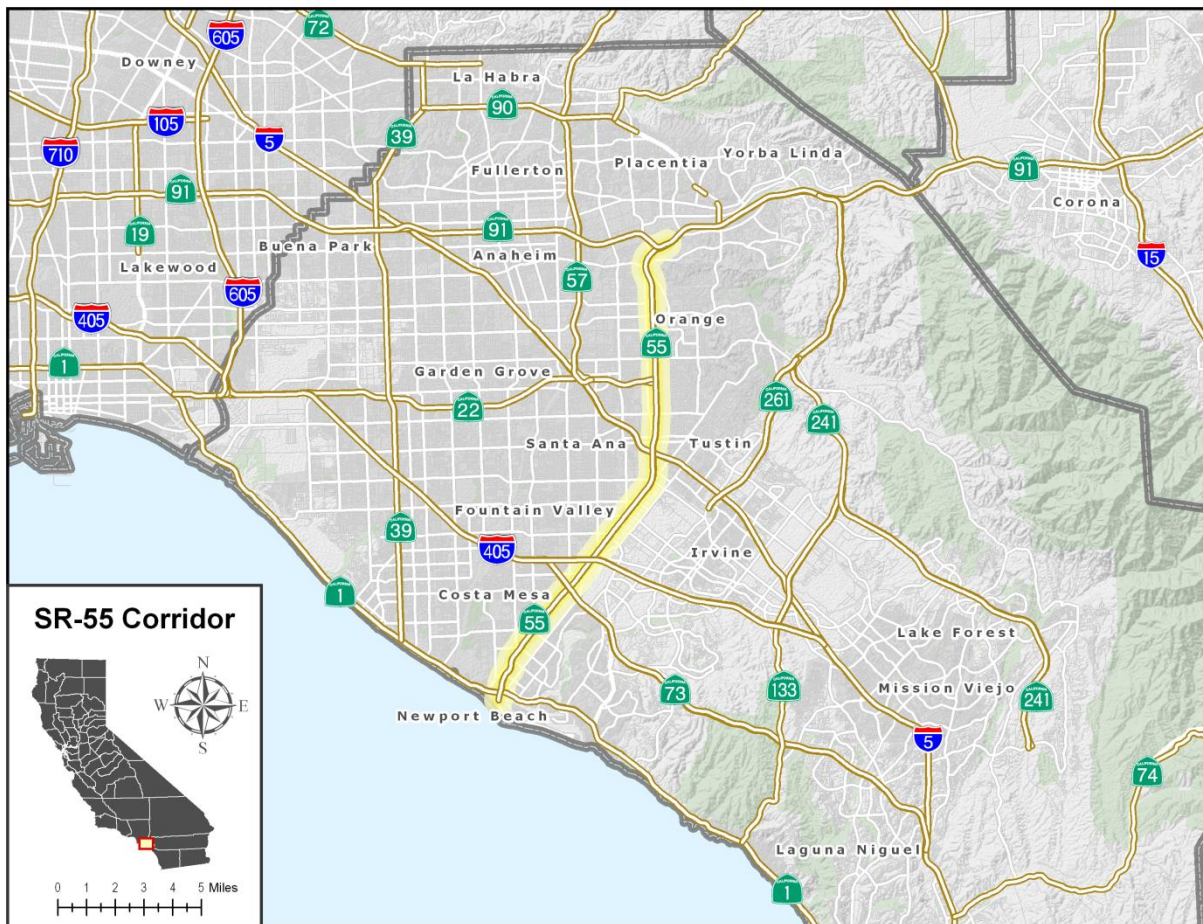 605
72
Downey
La Habra
90
105
5
39
710
Placentia
Yorba Linda
Fullerton
91
91
Corona
19
91
Buena Park
Anaheim
15
Lakewood
57
605
405
Orange
55
1
Garden Grove
261
22
241
Santa Ana
Tustin
Fountain Valley
39
405
Irvine
1
Costa Mesa
55
Lake Forest
73
133
Mission Viejo
241
Newport Beach
5
74
Laguna Niguel
1
SR-55 Corridor
N
W E
S
0 1 2 3 4 5 Miles